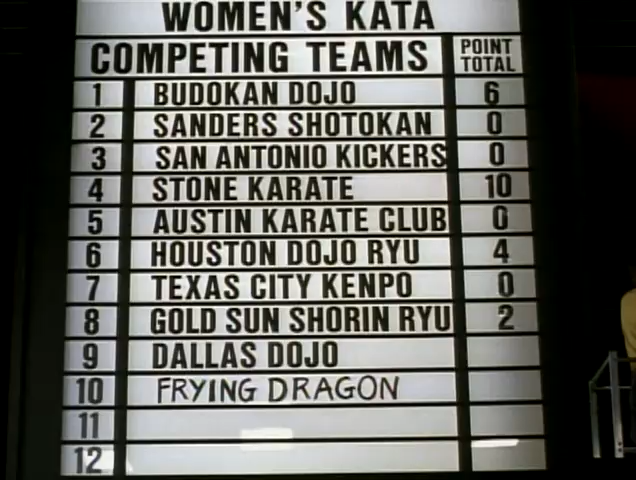 WOMEN'S KATA
COMPETING TEAMS POINT TOTAL
1 BUDOKAN DOJO 6
2 SANDERS SHOTOKAN 0
3 SAN ANTONIO KICKERS 0
4 STONE KARATE 10
5 AUSTIN KARATE CLUB 0
6 HOUSTON DOJO RYU 4
7 TEXAS CITY KENPO 0
8 GOLD SUN SHORIN RYU 2
9 DALLAS DOJO
10 FRYING DRAGON
11
12